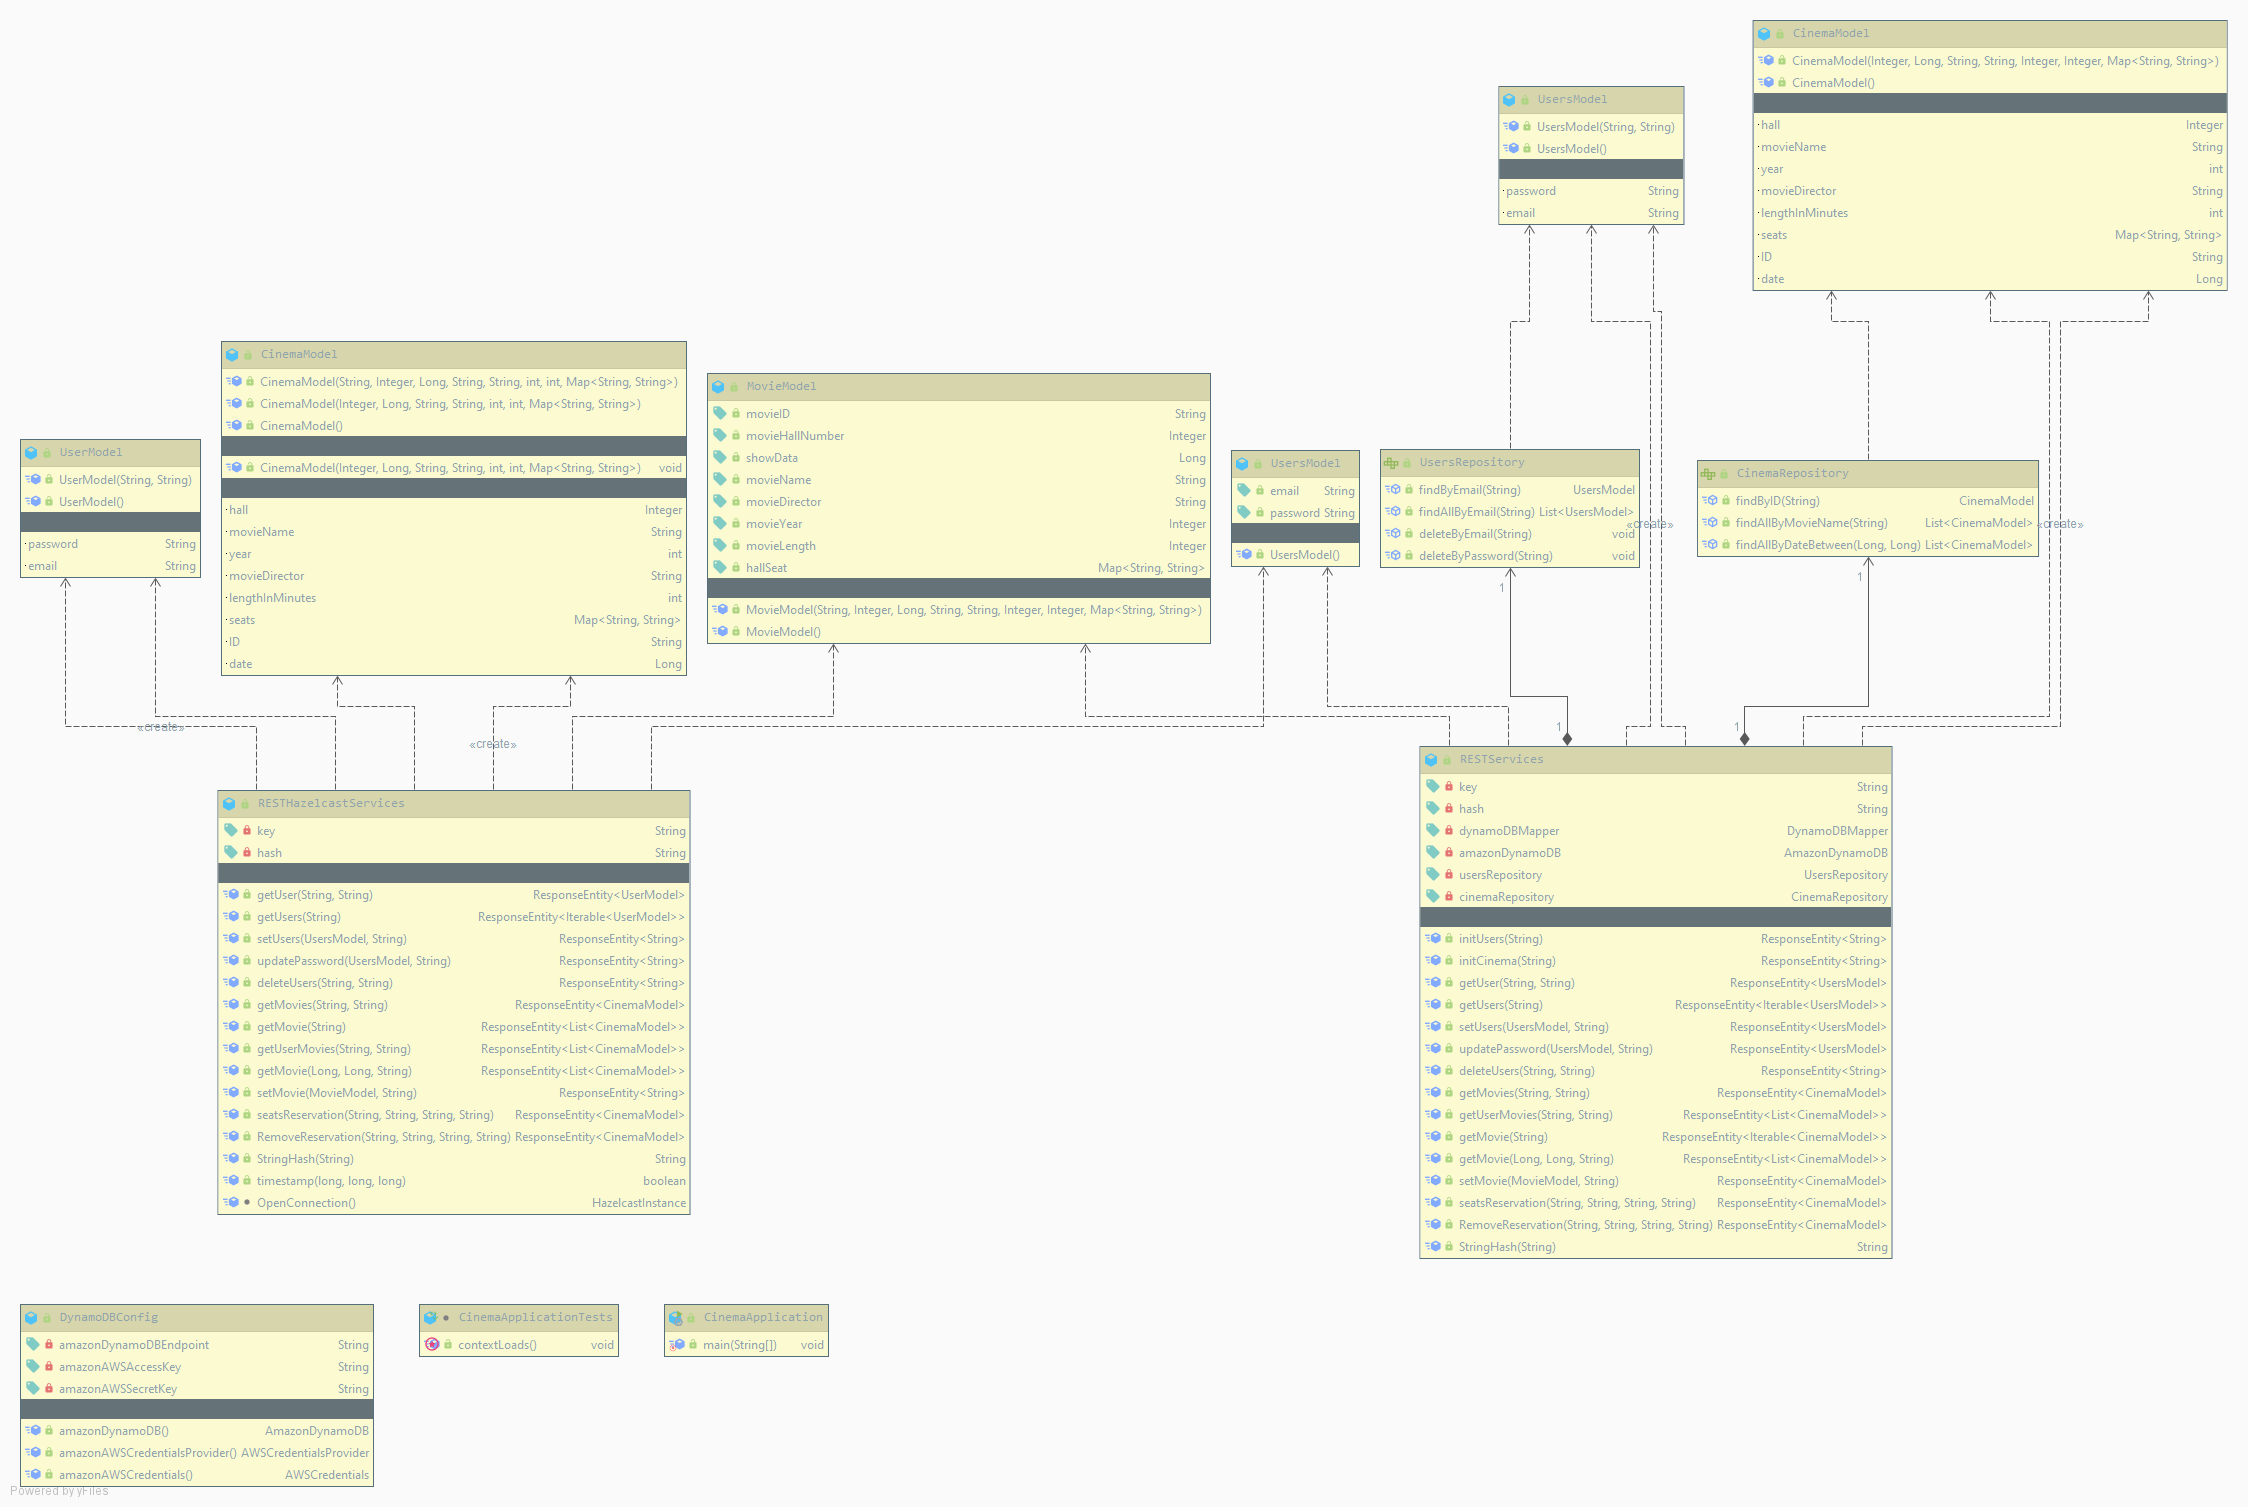 CinemaModel
CinemaModel(Integer, Long, String, String, Integer, Integer, Map<String, String>)
CinemaModel()
hall Integer
movieName String
year int
movieDirector String
lengthInMinutes int
seats Map<String, String>
ID String
date Long
UsersModel
UsersModel(String, String)
UsersModel()
password String
email String
CinemaModel
CinemaModel(String, Integer, Long, String, String, int, int, Map<String, String>)
CinemaModel(Integer, Long, String, String, int, int, Map<String, String>)
CinemaModel()
CinemaModel(Integer, Long, String, String, int, int, Map<String, String>) void
hall Integer
movieName String
year int
movieDirector String
lengthInMinutes int
seats Map<String, String>
ID String
date Long
MovieModel
movieID String
movieHallNumber Integer
showData Long
movieName String
movieDirector String
movieYear Integer
movieLength Integer
hallSeat Map<String, String>
MovieModel(String, Integer, Long, String, String, Integer, Integer, Map<String, String>)
MovieModel()
UserModel
UserModel(String, String)
UserModel()
password String
email String
UsersModel
email String
password String
UsersModel()
UsersRepository
findByEmail(String) UsersModel
findAllByEmail(String) List<UsersModel>
deleteByEmail(String) void
deleteByPassword(String) void
CinemaRepository
findByID(String) CinemaModel
findAllByMovieName(String) List<CinemaModel>
findAllByDateBetween(Long, Long) List<CinemaModel>
«create»
«create»
1
1
1
1
«create»
«create»
RESTHazelcastServices
key String
hash String
getUser(String, String) ResponseEntity<UserModel>
getUsers(String) ResponseEntity<Iterable<UserModel>>
setUsers(UsersModel, String) ResponseEntity<String>
updatePassword(UsersModel, String) ResponseEntity<String>
deleteUsers(String, String) ResponseEntity<String>
getMovies(String, String) ResponseEntity<CinemaModel>
getMovie(String) ResponseEntity<List<CinemaModel>>
getUserMovies(String, String) ResponseEntity<List<CinemaModel>>
getMovie(Long, Long, String) ResponseEntity<List<CinemaModel>>
setMovie(MovieModel, String) ResponseEntity<String>
seatsReservation(String, String, String, String) ResponseEntity<CinemaModel>
RemoveReservation(String, String, String, String) ResponseEntity<CinemaModel>
StringHash(String) String
timestamp(long, long, long) boolean
OpenConnection() HazelcastInstance
RESTServices
key String
hash String
dynamoDBMapper DynamoDBMapper
amazonDynamoDB AmazonDynamoDB
usersRepository UsersRepository
cinemaRepository CinemaRepository
initUsers(String) ResponseEntity<String>
initCinema(String) ResponseEntity<String>
getUser(String, String) ResponseEntity<UsersModel>
getUsers(String) ResponseEntity<Iterable<UsersModel>>
setUsers(UsersModel, String) ResponseEntity<UsersModel>
updatePassword(UsersModel, String) ResponseEntity<UsersModel>
deleteUsers(String, String) ResponseEntity<String>
getMovies(String, String) ResponseEntity<CinemaModel>
getUserMovies(String, String) ResponseEntity<List<CinemaModel>>
getMovie(String) ResponseEntity<Iterable<CinemaModel>>
getMovie(Long, Long, String) ResponseEntity<List<CinemaModel>>
setMovie(MovieModel, String) ResponseEntity<CinemaModel>
seatsReservation(String, String, String, String) ResponseEntity<CinemaModel>
RemoveReservation(String, String, String, String) ResponseEntity<CinemaModel>
StringHash(String) String
DynamoDBConfig
amazonDynamoDBEndpoint String
amazonAWSAccessKey String
amazonAWSSecretKey String
amazonDynamoDB() AmazonDynamoDB
amazonAWSCredentialsProvider() AWSCredentialsProvider
amazonAWSCredentials() AWSCredentials
CinemaApplicationTests
contextLoads() void
CinemaApplication
main(String[]) void
Powered by yFiles